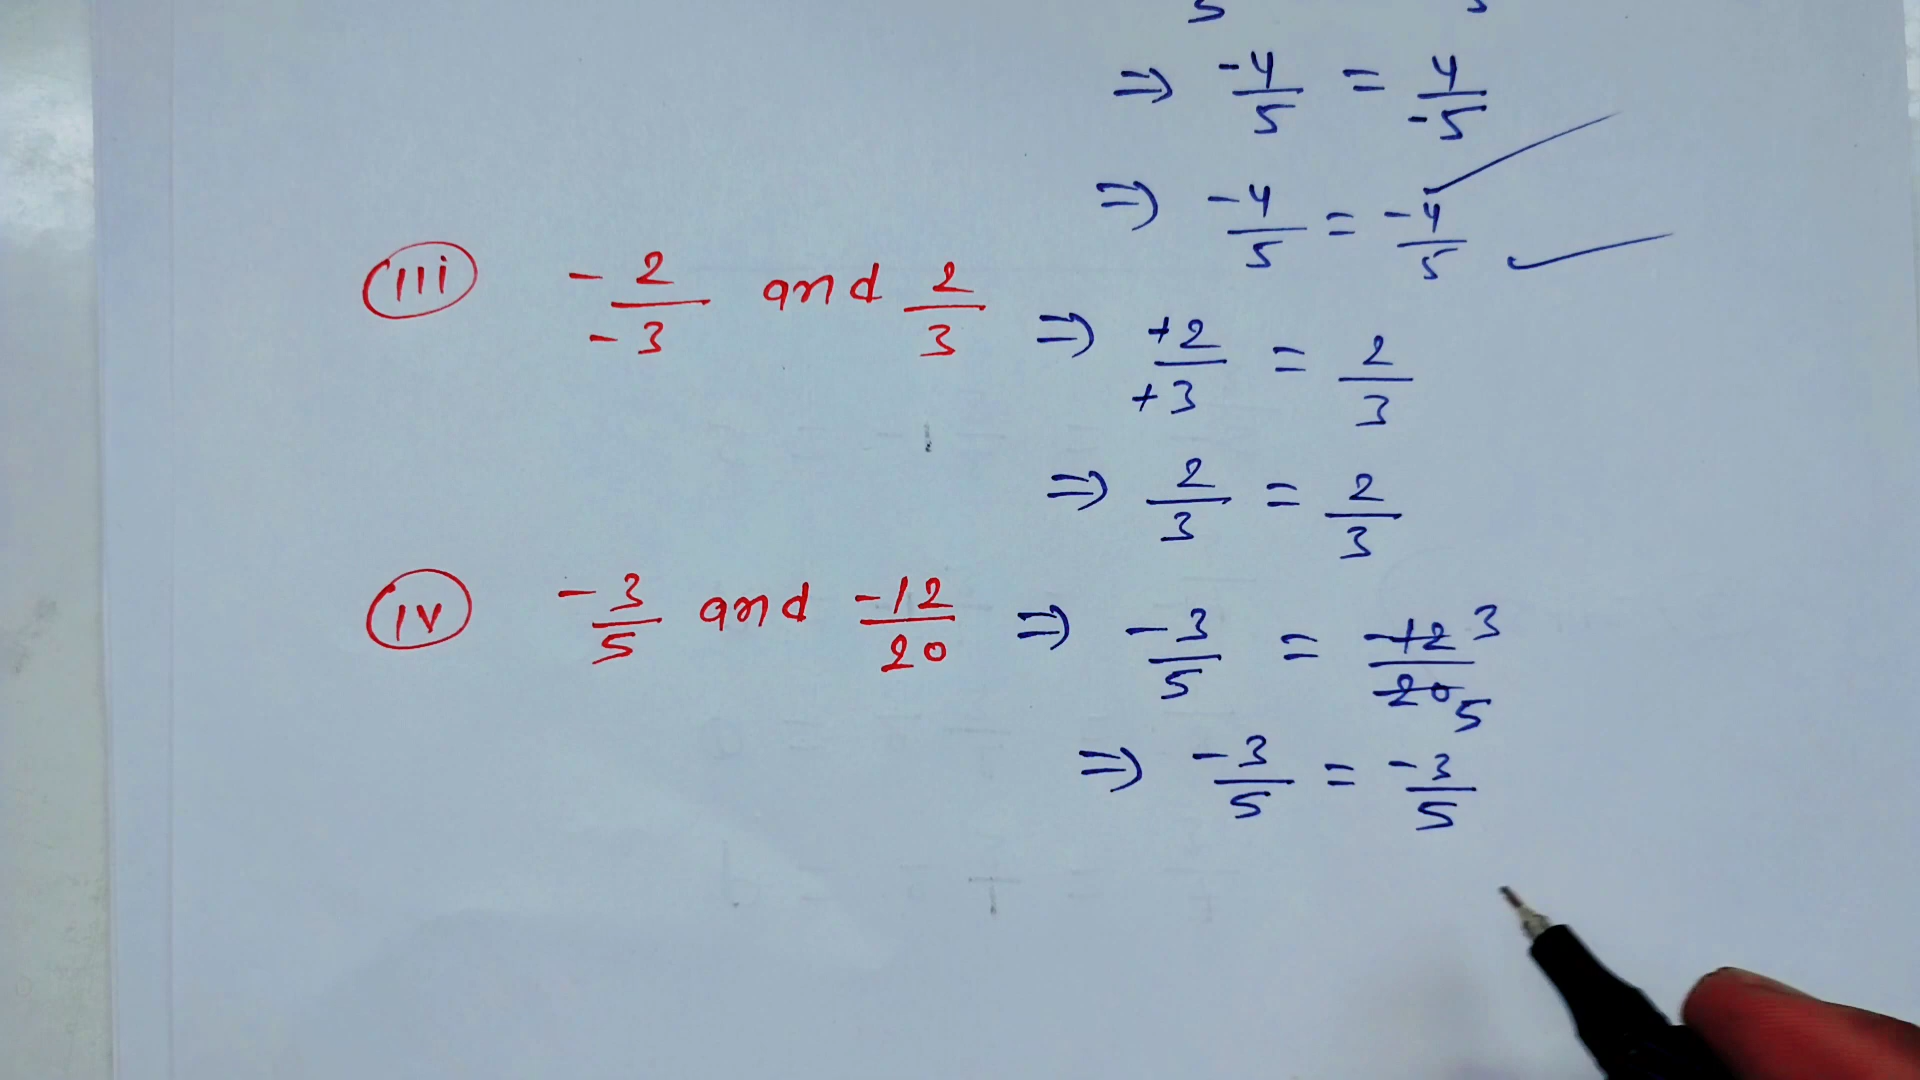 ⇒ -4/5 = 4/-5
⇒ -4/5 = -4/5
(iii) -2/-3 and 2/3 ⇒ +2/+3 = 2/3
⇒ 2/3 = 2/3
(iv) -3/5 and -12/20 ⇒ -3/5 = -12/20 3 5
⇒ -3/5 = -3/5